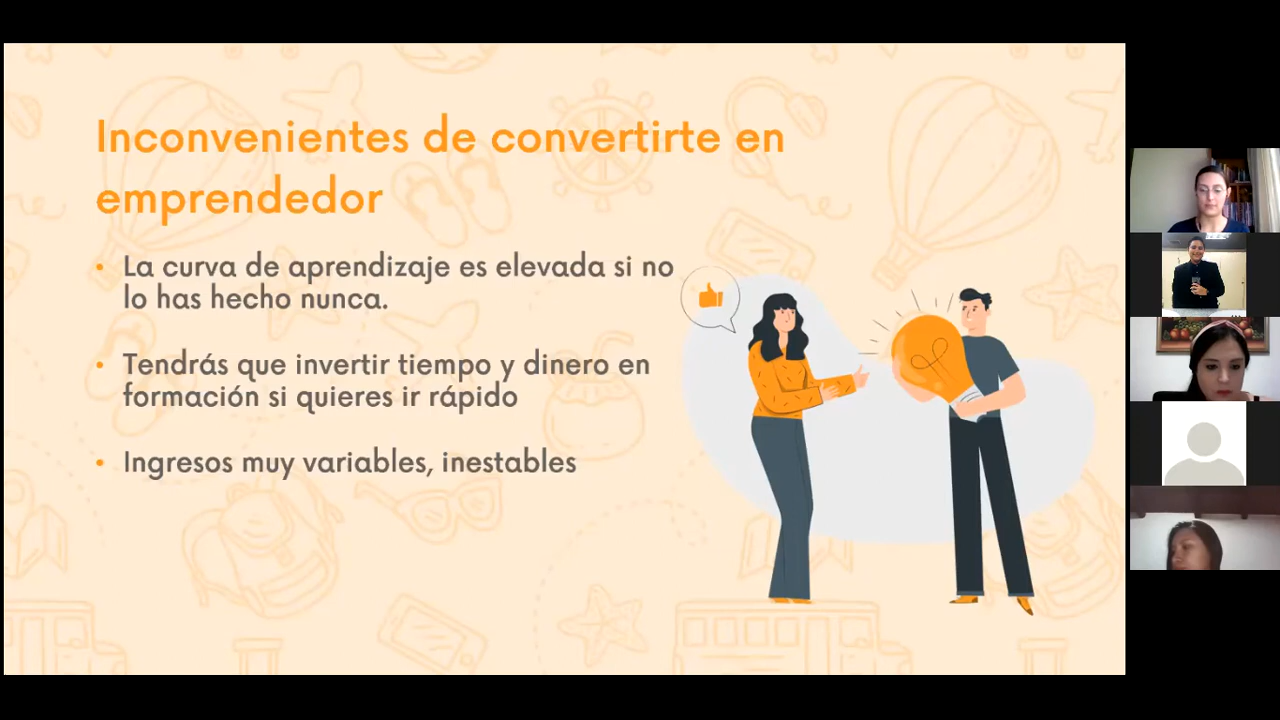 Inconvenientes de convertirte en
emprendedor
• La curva de aprendizaje es elevada si no
lo has hecho nunca.
• Tendrás que invertir tiempo y dinero en
formación si quieres ir rápido
• Ingresos muy variables, inestables